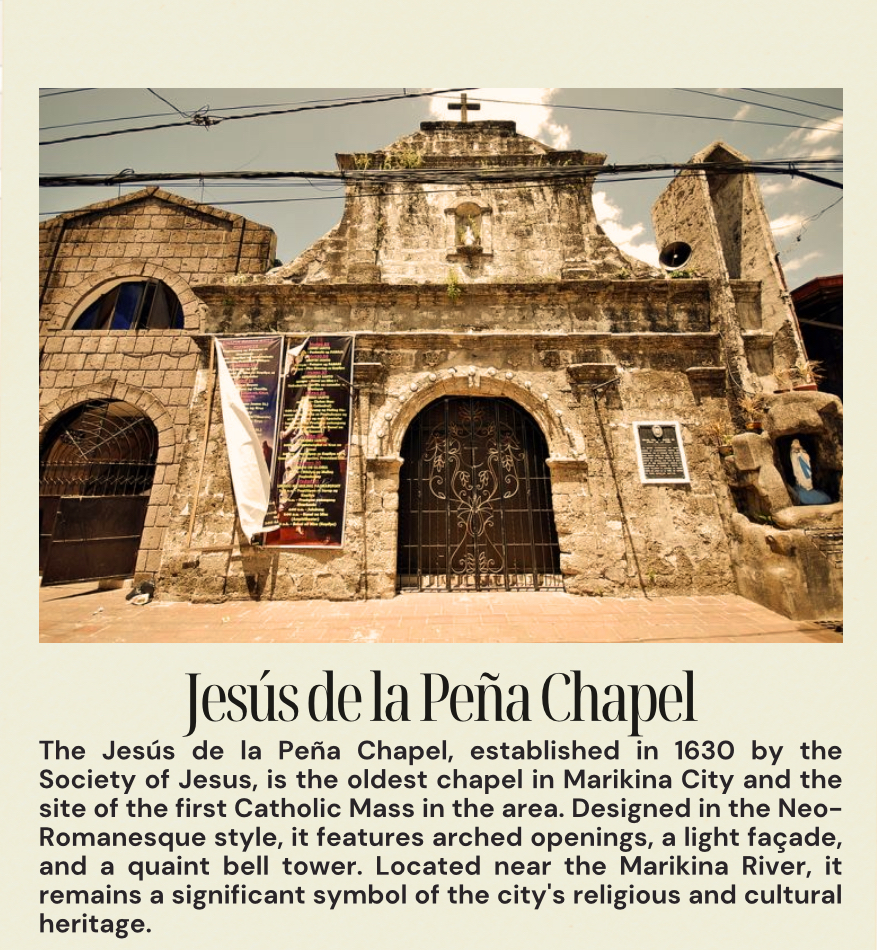 Jesús de la Peña Chapel
The Jesús de la Peña Chapel, established in 1630 by the
Society of Jesus, is the oldest chapel in Marikina City and the
site of the first Catholic Mass in the area. Designed in the Neo-
Romanesque style, it features arched openings, a light façade,
and a quaint bell tower. Located near the Marikina River, it
remains a significant symbol of the city's religious and cultural
heritage.